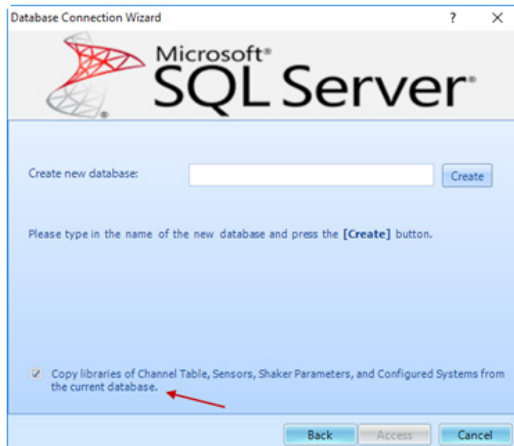 Database Connection Wizard
?
Microsoft®
SQL Server®
Create new database:
Create
Please type in the name of the new database and press the [Create] button.
Copy libraries of Channel Table, Sensors, Shaker Parameters, and Configured Systems from
the current database.
Back
Access
Cancel